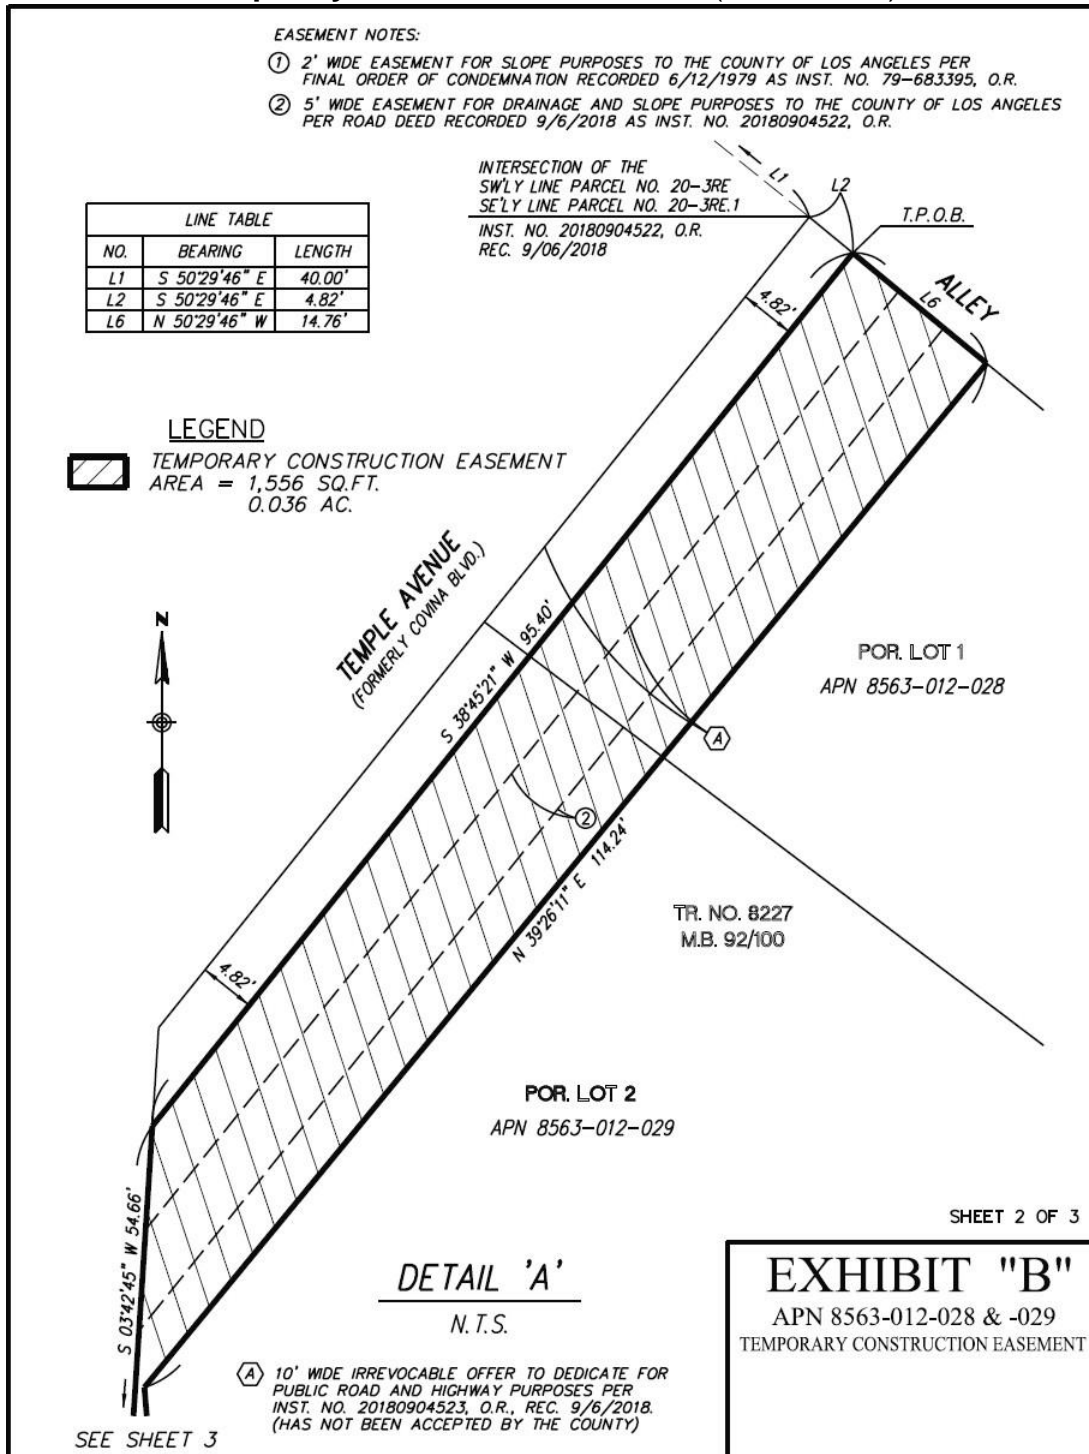 EASEMENT NOTES:
① 2' WIDE EASEMENT FOR SLOPE PURPOSES TO THE COUNTY OF LOS ANGELES PER
FINAL ORDER OF CONDEMNATION RECORDED 6/12/1979 AS INST. NO. 79-683395, O.R.
② 5' WIDE EASEMENT FOR DRAINAGE AND SLOPE PURPOSES TO THE COUNTY OF LOS ANGELES
PER ROAD DEED RECORDED 9/6/2018 AS INST. NO. 20180904522, O.R.
INTERSECTION OF THE
SW'LY LINE PARCEL NO. 20-3RE
SE'LY LINE PARCEL NO. 20-3RE.1
INST. NO. 20180904522, O.R.
REC. 9/06/2018
L1
L2
T.P.O.B.
LINE TABLE
NO. BEARING LENGTH
L1 S 50°29'46" E 40.00'
L2 S 50°29'46" E 4.82'
L6 N 50°29'46" W 14.76'
4.82'
ALLEY
L6
LEGEND
TEMPORARY CONSTRUCTION EASEMENT
AREA = 1,556 SQ.FT.
0.036 AC.
N
TEMPLE AVENUE
(FORMERLY COVINA BLVD.)
S 38°45'21" W 95.40'
POR. LOT 1
APN 8563-012-028
A
2
N 39°26'11" E 114.24'
TR. NO. 8227
M.B. 92/100
4.82'
POR. LOT 2
APN 8563-012-029
S 03°42'45" W 54.66'
SHEET 2 OF 3
DETAIL 'A'
N.T.S.
EXHIBIT "B"
APN 8563-012-028 & -029
TEMPORARY CONSTRUCTION EASEMENT
A 10' WIDE IRREVOCABLE OFFER TO DEDICATE FOR
PUBLIC ROAD AND HIGHWAY PURPOSES PER
INST. NO. 20180904523, O.R., REC. 9/6/2018.
(HAS NOT BEEN ACCEPTED BY THE COUNTY)
SEE SHEET 3